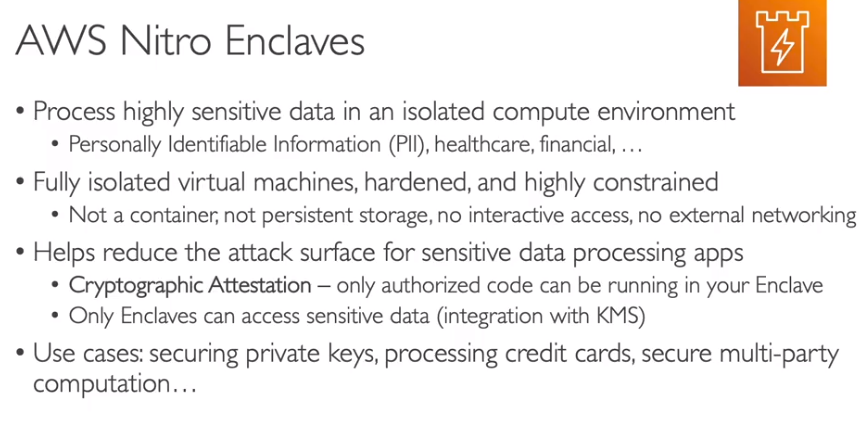 AWS Nitro Enclaves
• Process highly sensitive data in an isolated compute environment
• Personally Identifiable Information (PII), healthcare, financial, …
• Fully isolated virtual machines, hardened, and highly constrained
• Not a container, not persistent storage, no interactive access, no external networking
• Helps reduce the attack surface for sensitive data processing apps
• Cryptographic Attestation – only authorized code can be running in your Enclave
• Only Enclaves can access sensitive data (integration with KMS)
• Use cases: securing private keys, processing credit cards, secure multi-party
computation…